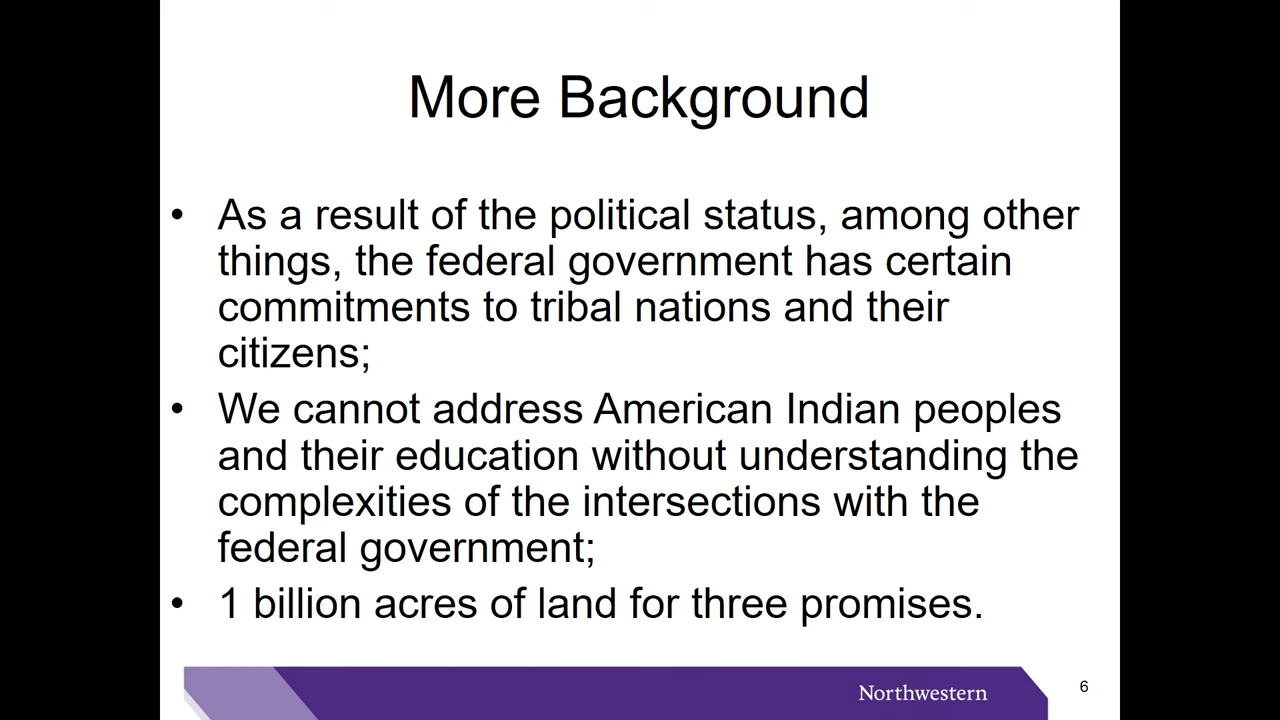 More Background
• As a result of the political status, among other
things, the federal government has certain
commitments to tribal nations and their
citizens;
• We cannot address American Indian peoples
and their education without understanding the
complexities of the intersections with the
federal government;
• 1 billion acres of land for three promises.
Northwestern
6